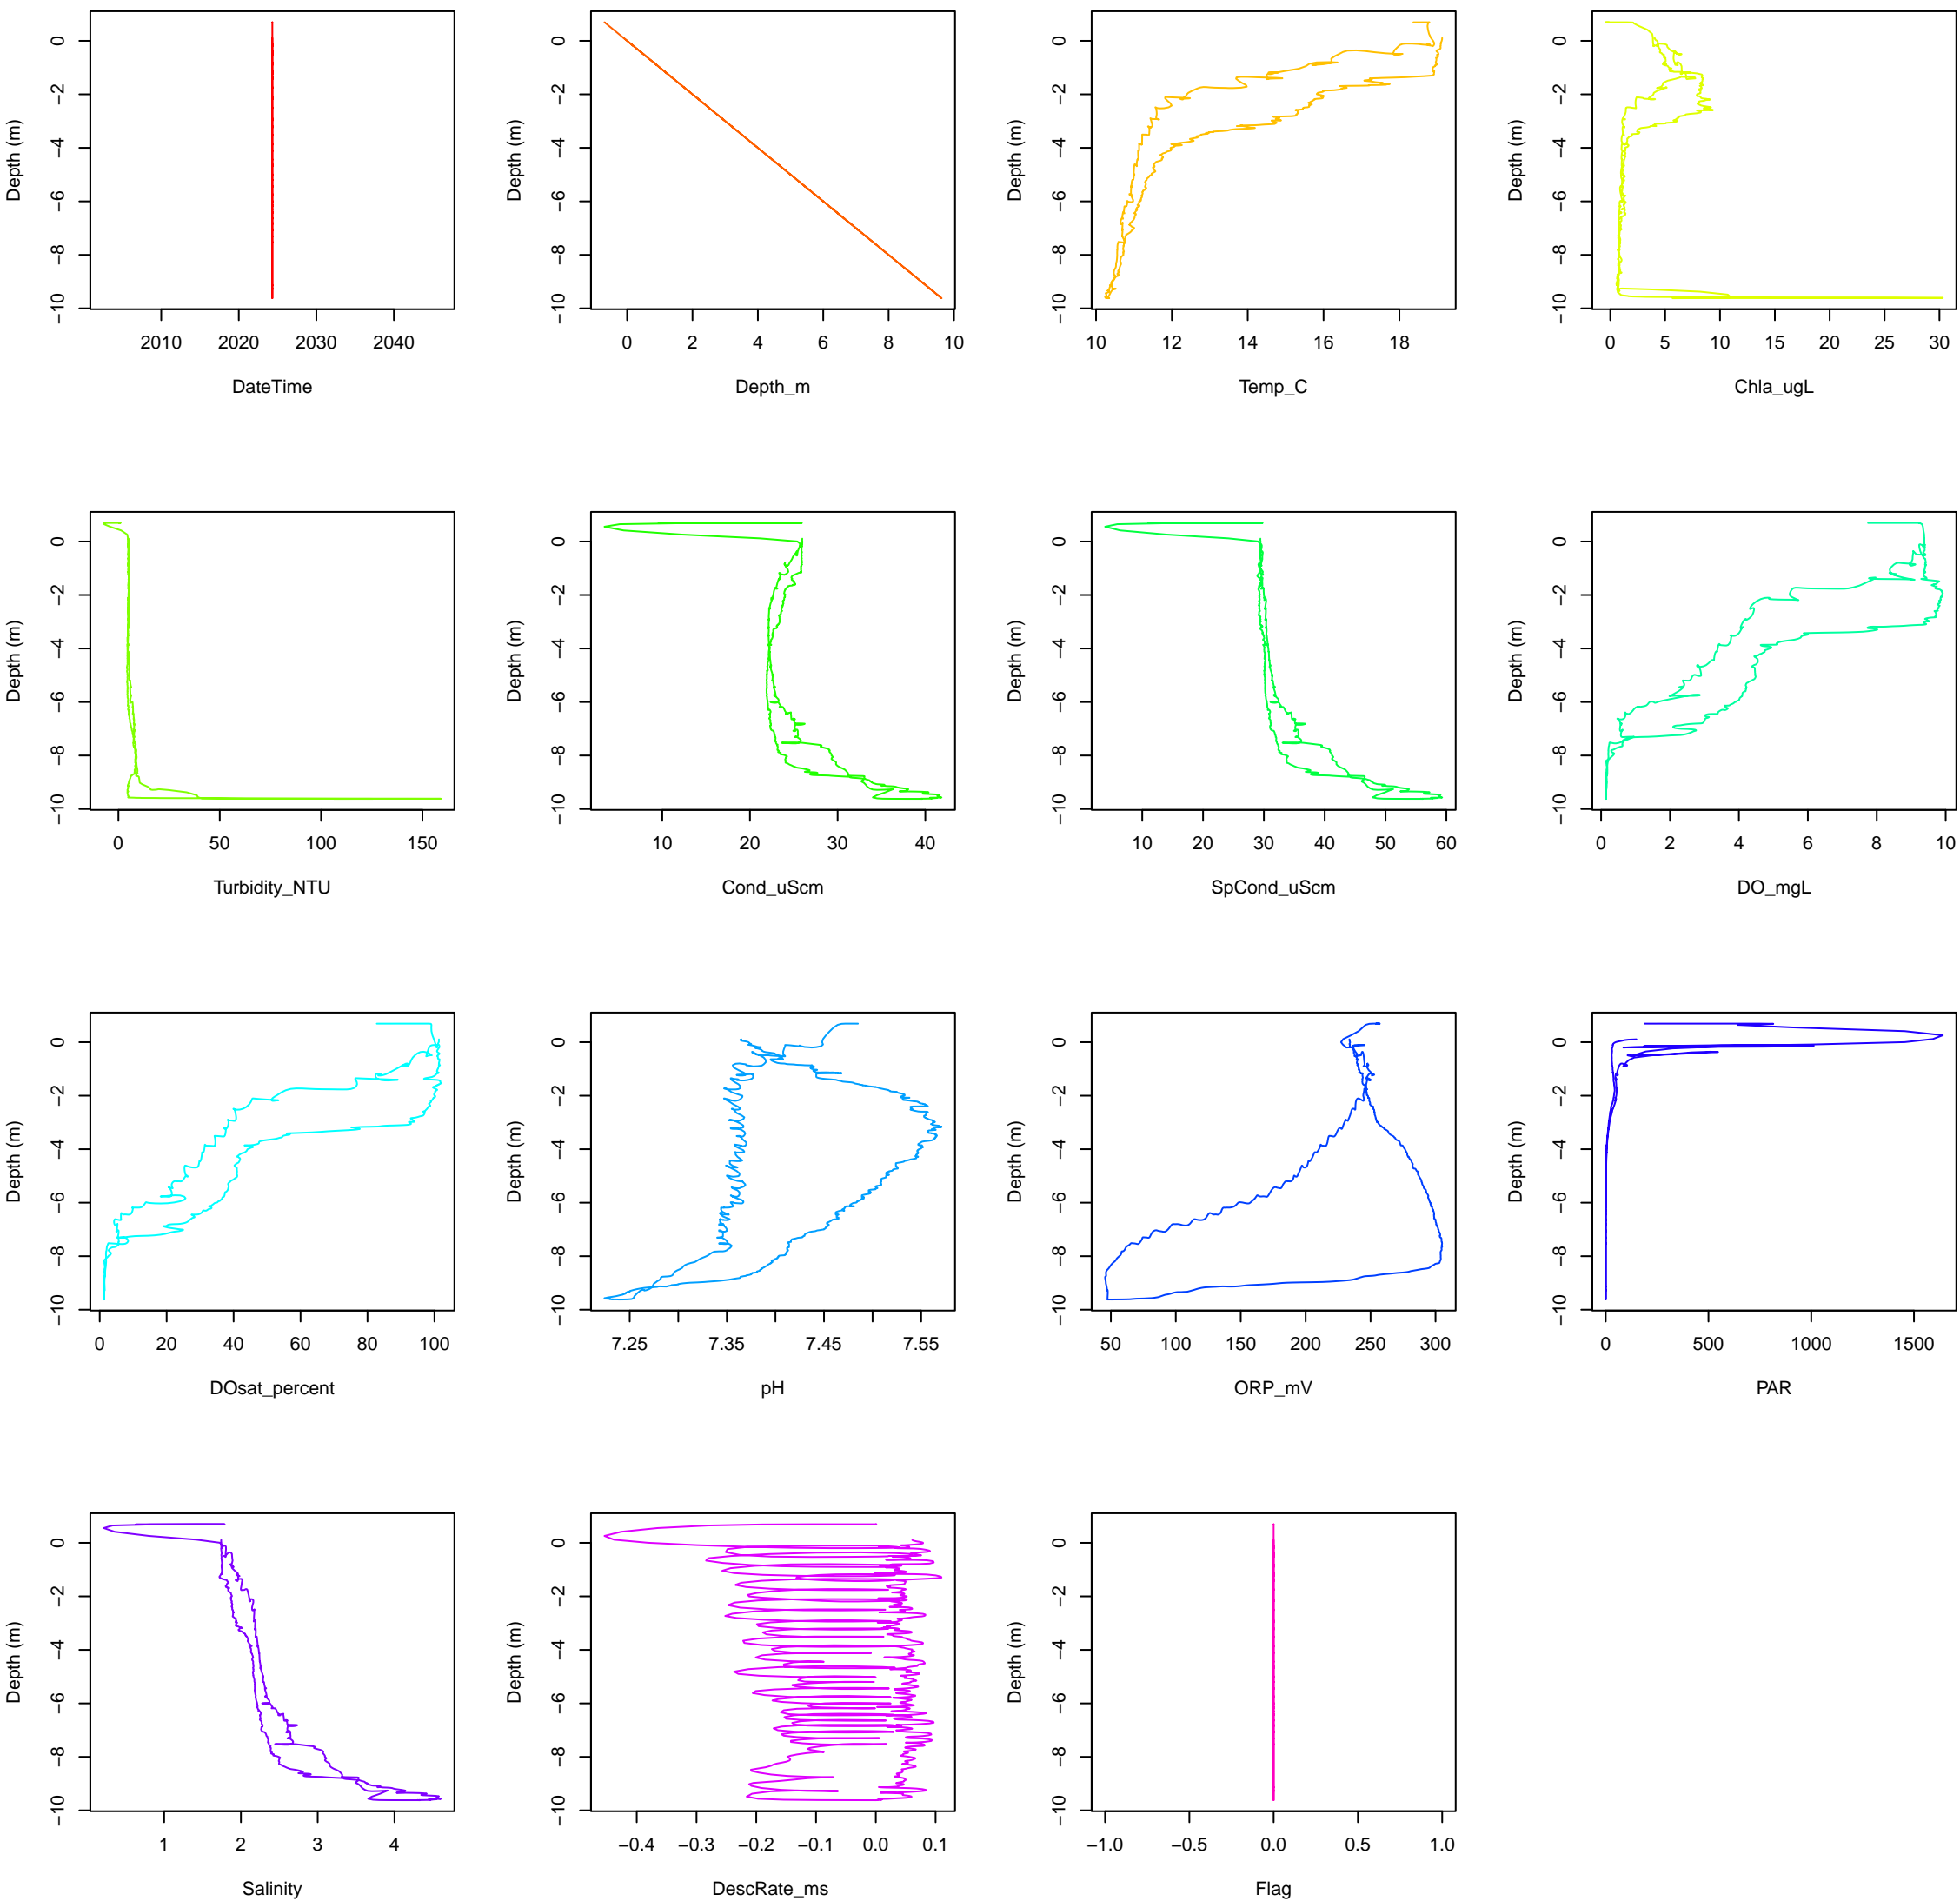 Depth (m)
−10 −8 −6 −4 −2 0
2010 2020 2030 2040
DateTime
Depth (m)
−10 −8 −6 −4 −2 0
0 2 4 6 8 10
Depth_m
Depth (m)
−10 −8 −6 −4 −2 0
10 12 14 16 18
Temp_C
Depth (m)
−10 −8 −6 −4 −2 0
0 5 10 15 20 25 30
Chla_ugL
Depth (m)
−10 −8 −6 −4 −2 0
0 50 100 150
Turbidity_NTU
Depth (m)
−10 −8 −6 −4 −2 0
10 20 30 40
Cond_uScm
Depth (m)
−10 −8 −6 −4 −2 0
10 20 30 40 50 60
SpCond_uScm
Depth (m)
−10 −8 −6 −4 −2 0
0 2 4 6 8 10
DO_mgL
Depth (m)
−10 −8 −6 −4 −2 0
0 20 40 60 80 100
DOsat_percent
Depth (m)
−10 −8 −6 −4 −2 0
7.25 7.35 7.45 7.55
pH
Depth (m)
−10 −8 −6 −4 −2 0
50 100 150 200 250 300
ORP_mV
Depth (m)
−10 −8 −6 −4 −2 0
0 500 1000 1500
PAR
Depth (m)
−10 −8 −6 −4 −2 0
1 2 3 4
Salinity
Depth (m)
−10 −8 −6 −4 −2 0
−0.4 −0.3 −0.2 −0.1 0.0 0.1
DescRate_ms
Depth (m)
−10 −8 −6 −4 −2 0
−1.0 −0.5 0.0 0.5 1.0
Flag